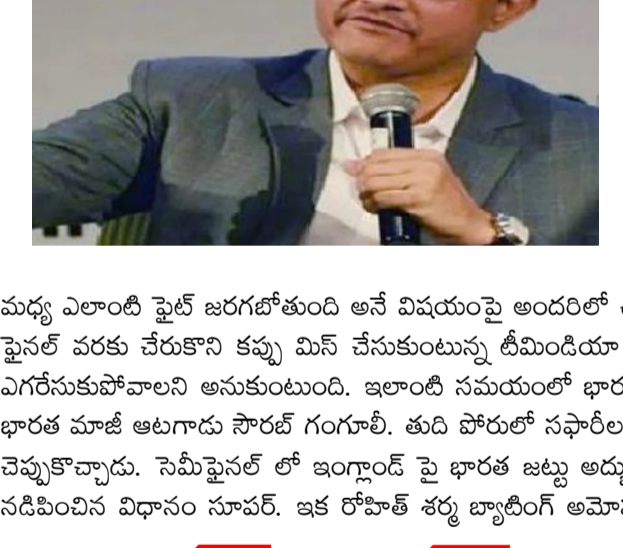 మధ్య ఎలాంటి ఫైట్ జరగబోతుంది అనే విషయంపై అందరిలో
ఫైనల్ వరకు చేరుకొని కప్పు మిస్ చేసుకుంటున్న టీమిండియా
ఎగరేసుకుపోవాలని అనుకుంటుంది. ఇలాంటి సమయంలో
భారత మాజీ ఆటగాడు సౌరబ్ గంగూలీ. తుది పోరులో
చెప్పుకొచ్చాడు. సెమీఫైనల్ లో ఇంగ్లాండ్ పై భారత జట్టు
నడిపించిన విధానం సూపర్. ఇక రోహిత్ శర్మ బ్యాటింగ్